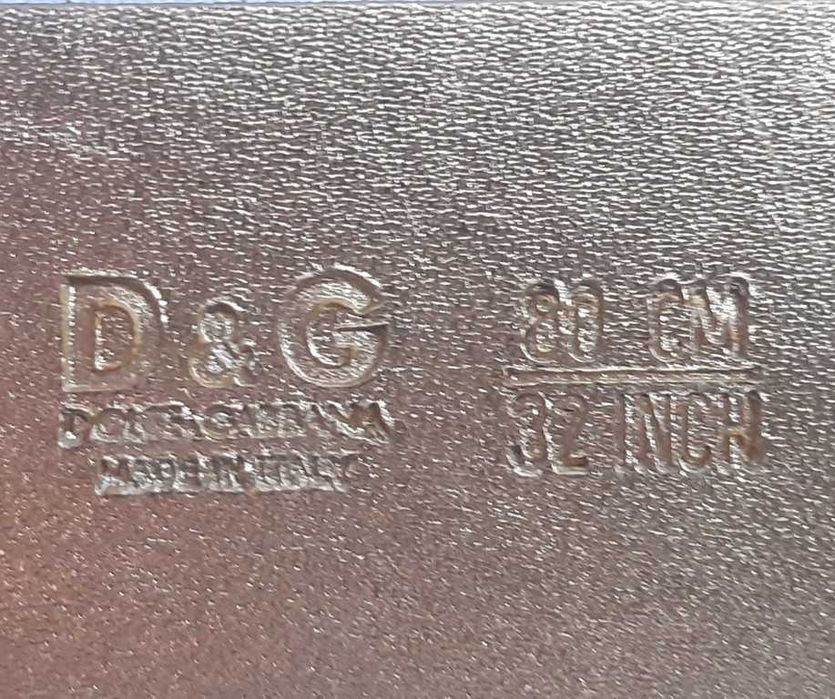 D&G
DOLCE & GABBANA
MADE IN ITALY
80 CM
32 INCH